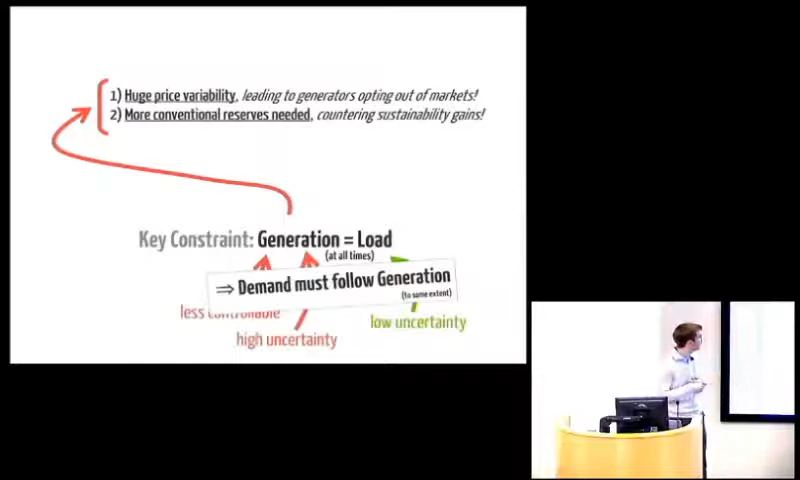 1) Huge price variability, leading to generators opting out of markets!
2) More conventional reserves needed, countering sustainability gains!
Key Constraint: Generation = Load
(at all times)
⇒ Demand must follow Generation
(to some extent)
less controllable
low uncertainty
high uncertainty